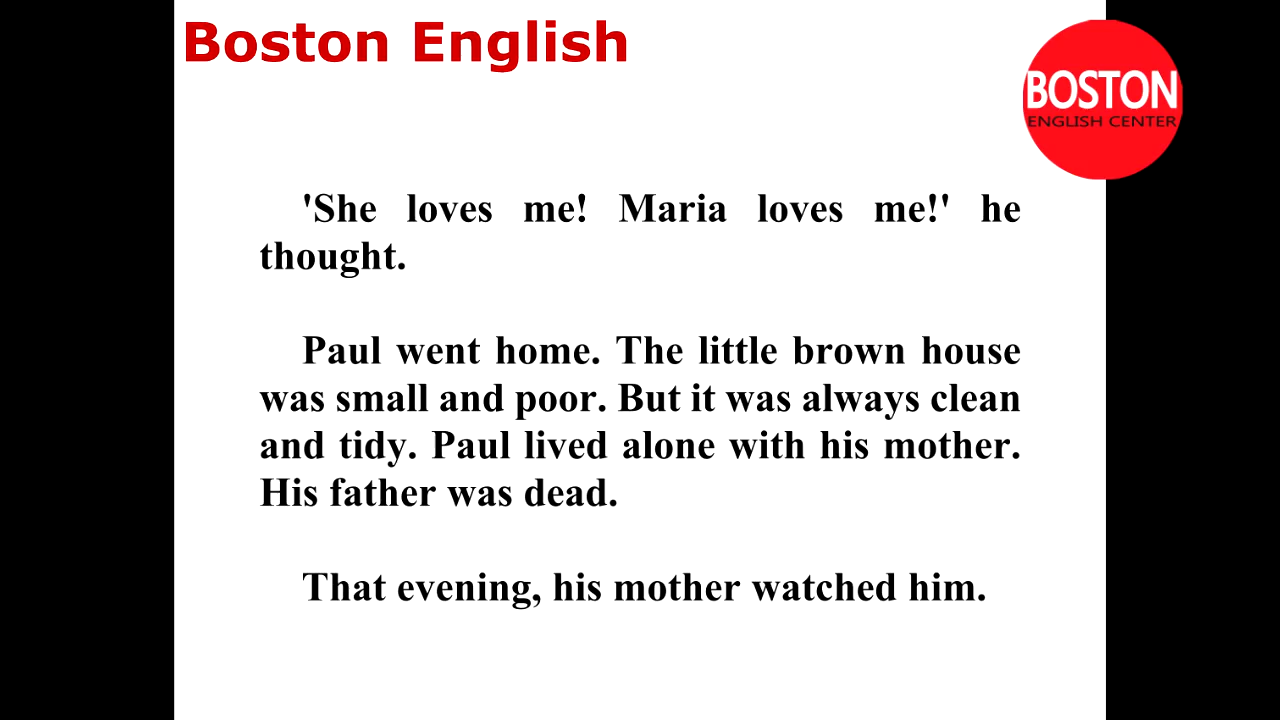 Boston English
BOSTON
ENGLISH CENTER
'She loves me! Maria loves me!' he
thought.
Paul went home. The little brown house
was small and poor. But it was always clean
and tidy. Paul lived alone with his mother.
His father was dead.
That evening, his mother watched him.